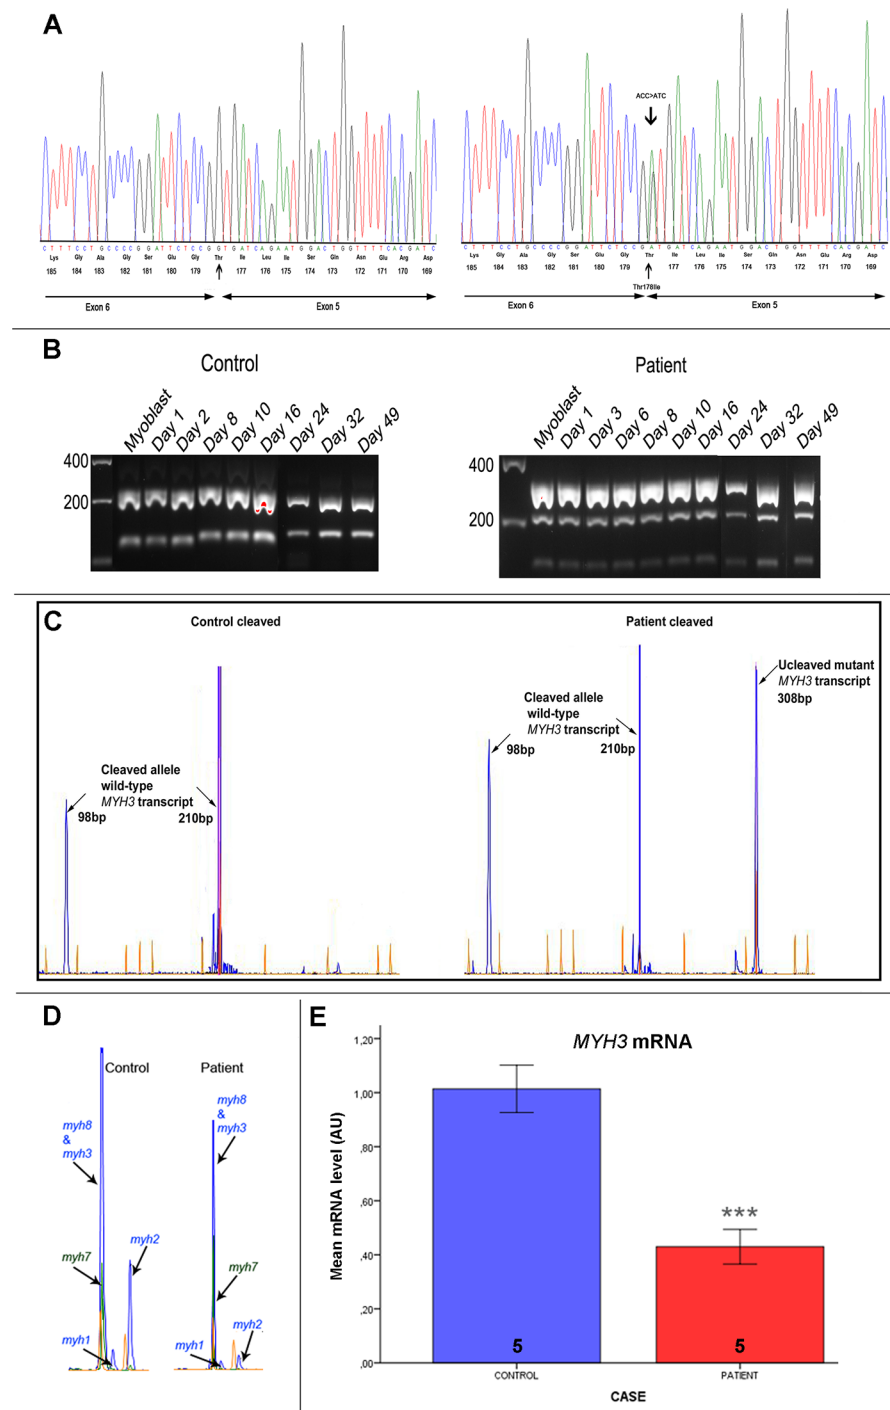 A
ACC>ATC
CTTTCCTGCCCCGGATTCTCCGGTGATCAGAATGGACTGGTTTTCACGATC
CTTTCCTGCCCCGGATTCTCCGATGATCAGAATGGACTGGTTTTCACGATC
Lys Gly Ala Gly Ser Glu Gly Thr Ile Leu Ile Ser Gln Asn Glu Arg Asp
Lys Gly Ala Gly Ser Glu Gly Thr Ile Leu Ile Ser Gln Asn Glu Arg Asp
185 184 183 182 181 180 179 177 176 175 174 173 172 171 170 169
185 184 183 182 181 180 179 177 176 175 174 173 172 171 170 169
Thr178Ile
Exon 6 Exon 5
Exon 6 Exon 5
B
Control
Patient
Myoblast Day 1 Day 2 Day 8 Day 10 Day 16 Day 24 Day 32 Day 49
Myoblast Day 1 Day 3 Day 6 Day 8 Day 10 Day 16 Day 24 Day 32 Day 49
400
200
400
200
C
Control cleaved
Patient cleaved
Cleaved allele
wild-type
MYH3 transcript
98bp 210bp
Cleaved allele
wild-type
MYH3 transcript
98bp 210bp
Ucleaved mutant
MYH3 transcript
308bp
D
Control
Patient
myh8
&
myh3
myh7
myh2
myh1
myh8
&
myh3
myh7
myh1
myh2
E
MYH3 mRNA
Mean mRNA level (AU)
1,20
1,00
,80
,60
,40
,20
,00
***
5
5
CONTROL
PATIENT
CASE